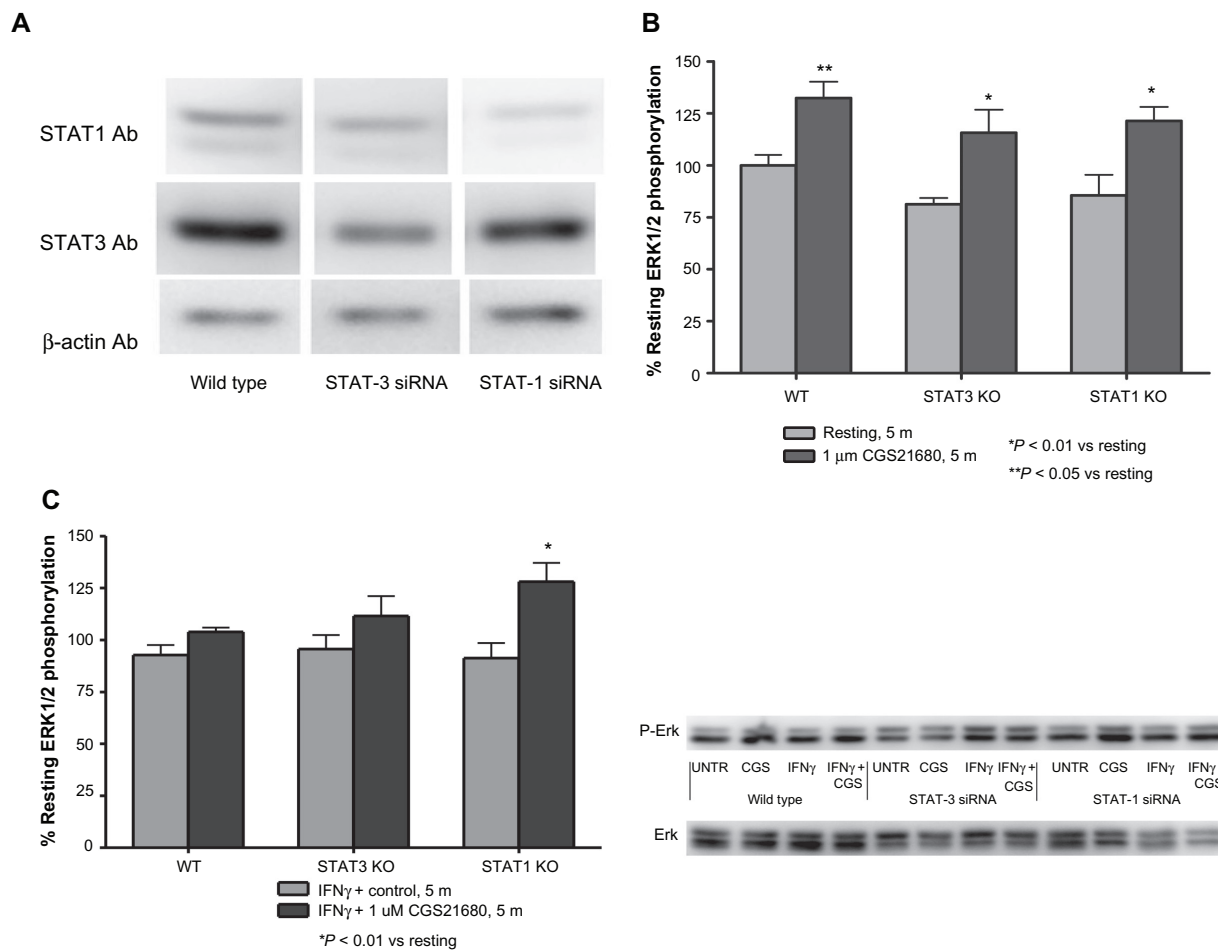 A
STAT1 Ab
STAT3 Ab
β-actin Ab
Wild type STAT-3 siRNA STAT-1 siRNA
B
% Resting ERK1/2 phosphorylation
150
125
100
75
50
25
0
WT STAT3 KO STAT1 KO
** * *
Resting, 5 m
1 μm CGS21680, 5 m
*P < 0.01 vs resting
**P < 0.05 vs resting
C
% Resting ERK1/2 phosphorylation
150
125
100
75
50
25
0
*
WT STAT3 KO STAT1 KO
IFNγ + control, 5 m
IFNγ + 1 uM CGS21680, 5 m
*P < 0.01 vs resting
P-Erk
UNTR CGS IFNγ IFNγ + CGS UNTR CGS IFNγ IFNγ + CGS UNTR CGS IFNγ IFNγ CGS
Wild type STAT-3 siRNA STAT-1 siRNA
Erk